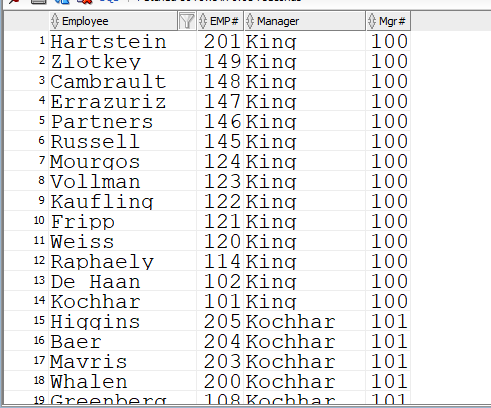 Employee EMP# Manager Mgr#
1 Hartstein 201 King 100
2 Zlotkey 149 King 100
3 Cambrault 148 King 100
4 Errazuriz 147 King 100
5 Partners 146 King 100
6 Russell 145 King 100
7 Mourgos 124 King 100
8 Vollman 123 King 100
9 Kaufling 122 King 100
10 Fripp 121 King 100
11 Weiss 120 King 100
12 Raphaely 114 King 100
13 De Haan 102 King 100
14 Kochhar 101 King 100
15 Higgins 205 Kochhar 101
16 Baer 204 Kochhar 101
17 Mavris 203 Kochhar 101
18 Whalen 200 Kochhar 101
19 Greenberg 108 Kochhar 101